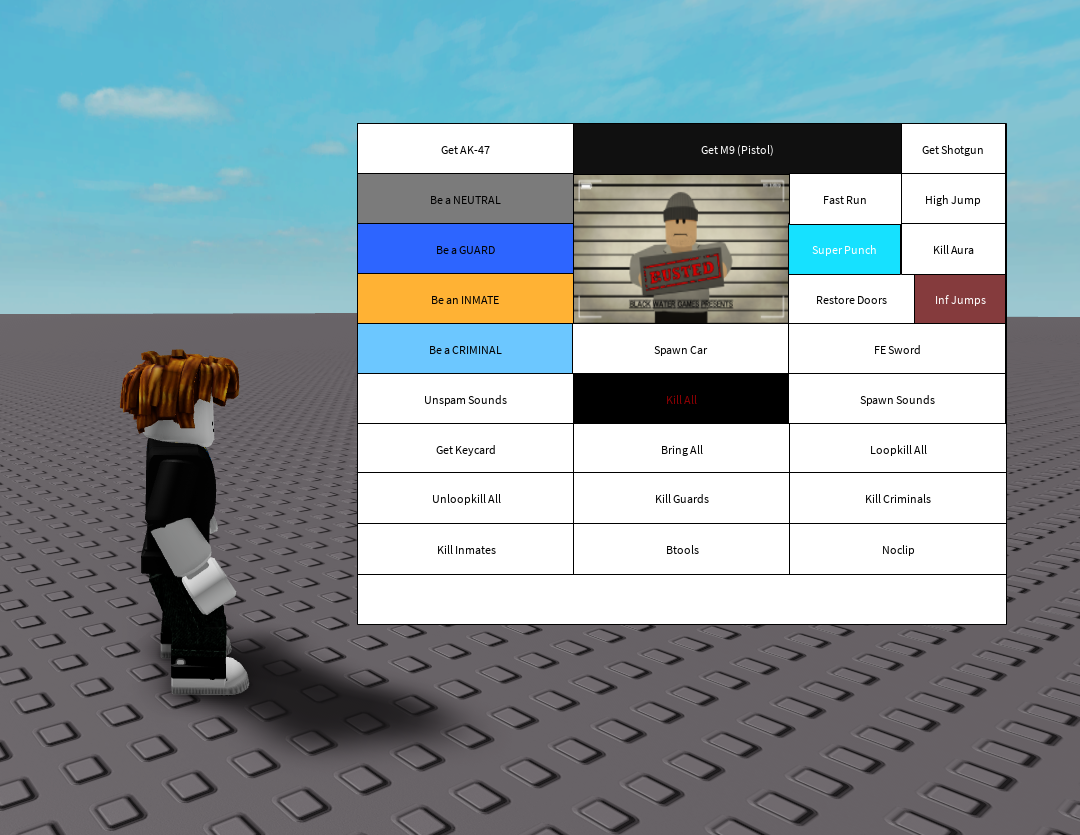 Get AK-47
Get M9 (Pistol)
Get Shotgun
Be a NEUTRAL
Fast Run
High Jump
Be a GUARD
BUSTED
BLACK WATER GAMES PRESENTS
Super Punch
Kill Aura
Be an INMATE
Restore Doors
Inf Jumps
Be a CRIMINAL
Spawn Car
FE Sword
Unspam Sounds
Kill All
Spawn Sounds
Get Keycard
Bring All
Loopkill All
Unloopkill All
Kill Guards
Kill Criminals
Kill Inmates
Btools
Noclip